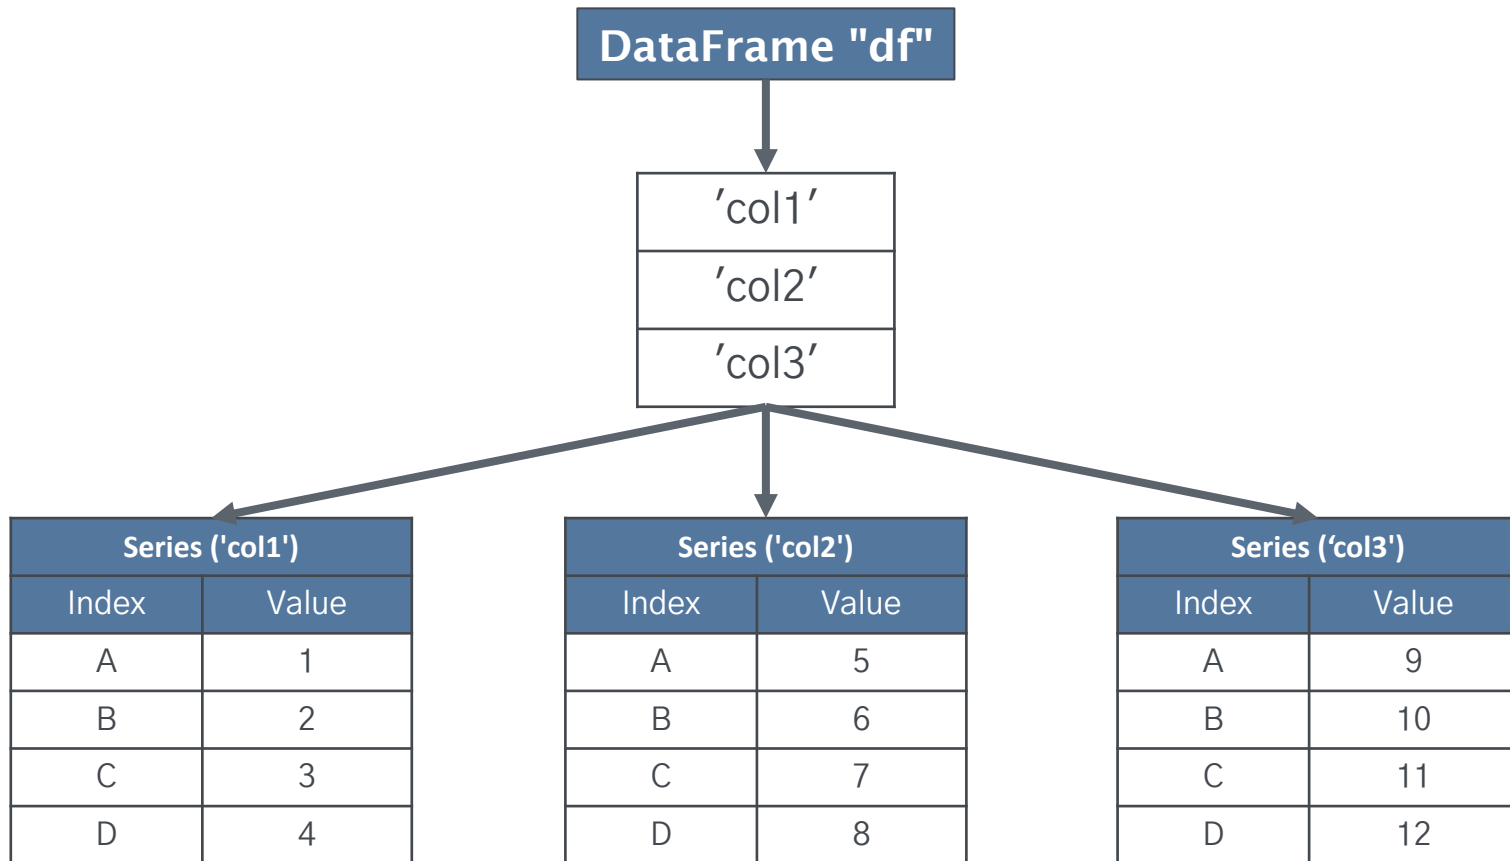 DataFrame "df"
'col1'
'col2'
'col3'
Series ('col1')
Index Value
A 1
B 2
C 3
D 4
Series ('col2')
Index Value
A 5
B 6
C 7
D 8
Series (‘col3')
Index Value
A 9
B 10
C 11
D 12